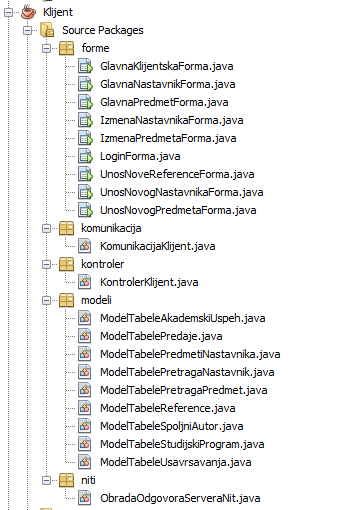 Klijent
Source Packages
forme
GlavnaKlijentskaForma.java
GlavnaNastavnikForma.java
GlavnaPredmetForma.java
IzmenaNastavnikaForma.java
IzmenaPredmetaForma.java
LoginForma.java
UnosNoveReferenceForma.java
UnosNovogNastavnikaForma.java
UnosNovogPredmetaForma.java
komunikacija
KomunikacijaKlijent.java
kontroler
KontrolerKlijent.java
modeli
ModelTabeleAkademskiUspeh.java
ModelTabelePredaje.java
ModelTabelePredmetiNastavnika.java
ModelTabelePretragaNastavnik.java
ModelTabelePretragaPredmet.java
ModelTabeleReference.java
ModelTabeleSpoljniAutor.java
ModelTabeleStudijskiProgram.java
ModelTabeleUsavrsavanja.java
niti
ObradaOdgovoraServeraNit.java